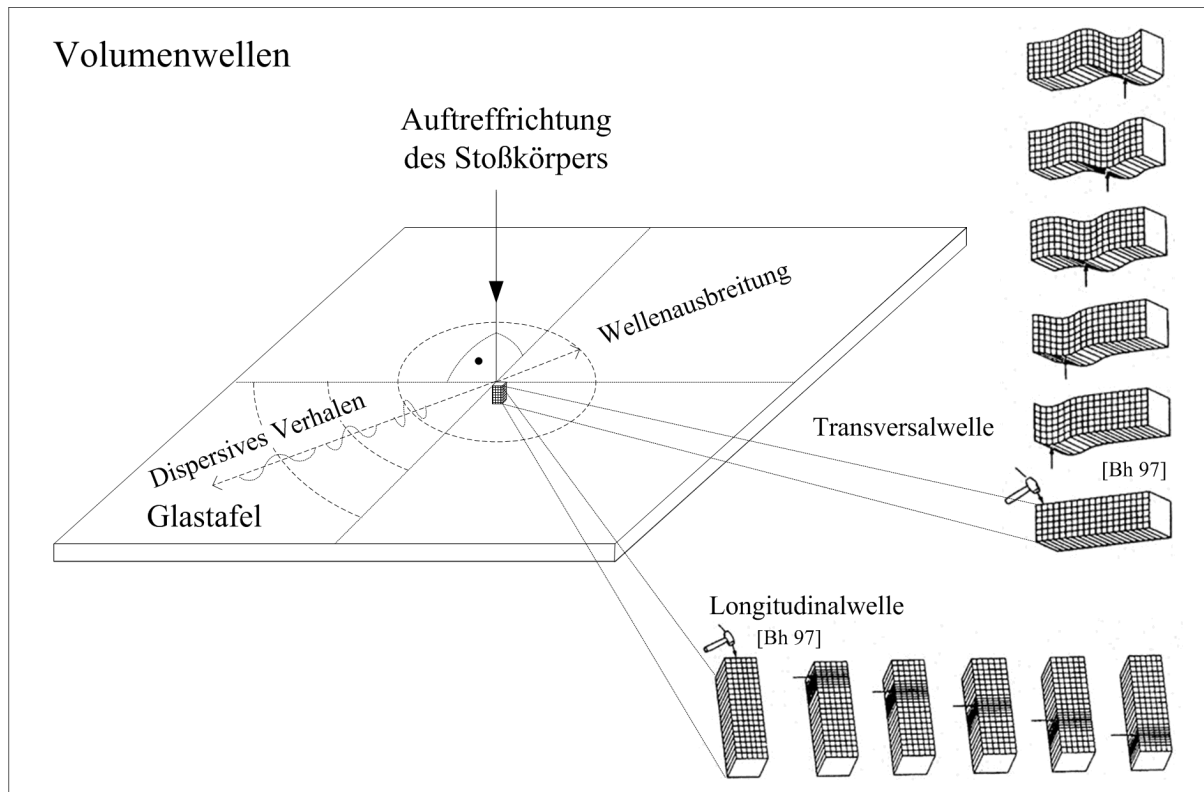 Volumenwellen
Auftreffrichtung
des Stoßkörpers
Wellenausbreitung
Dispersives Verhalen
Glastafel
Transversalwelle
[Bh 97]
Longitudinalwelle
[Bh 97]